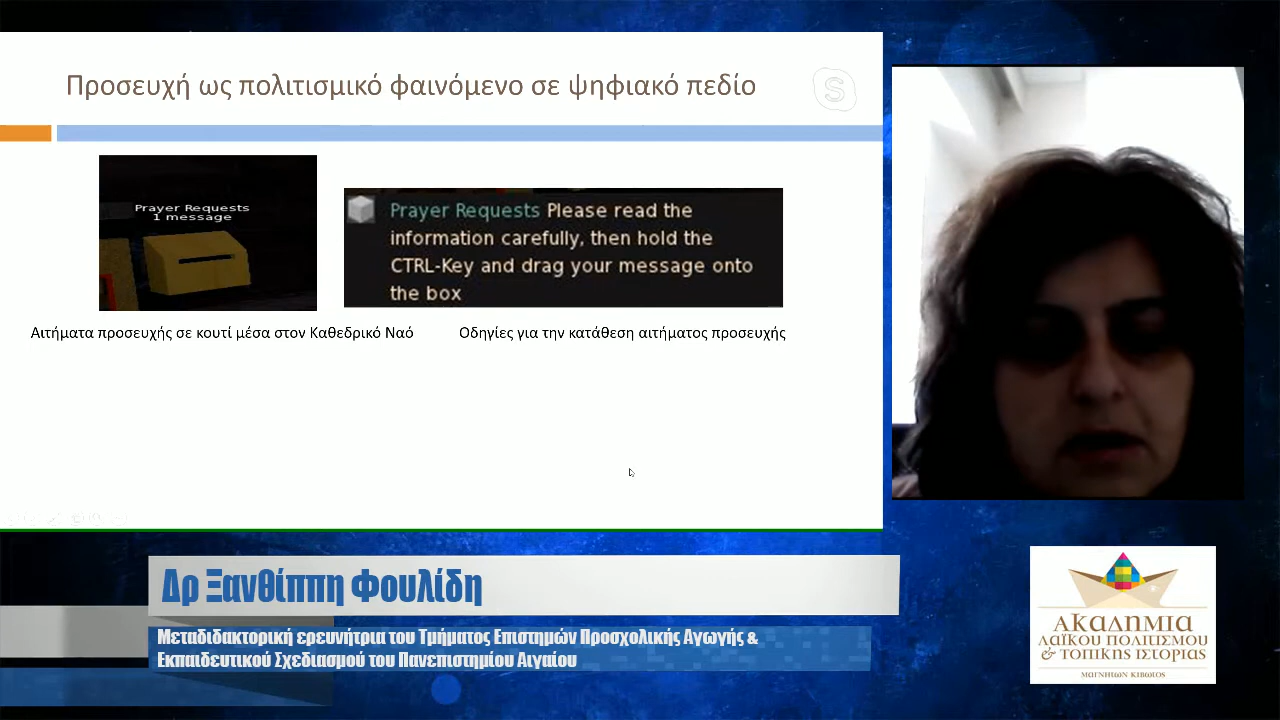 Προσευχή ως πολιτισμικό φαινόμενο σε ψηφιακό πεδίο
Prayer Requests
1 message
Prayer Requests Please read the
information carefully, then hold the
CTRL-Key and drag your message onto
the box
Αιτήματα προσευχής σε κουτί μέσα στον Καθεδρικό Ναό
Οδηγίες για την κατάθεση αιτήματος προσευχής
Δρ Ξανθίππη Φουλίδη
Μεταδιδακτορική ερευνήτρια του Τμήματος Επιστημών Προσχολικής Αγωγής &
Εκπαιδευτικού Σχεδιασμού του Πανεπιστημίου Αιγαίου
ΑΚΑΔΗΜΙΑ
ΛΑΪΚΟΥ ΠΟΛΙΤΙΣΜΟΥ
& ΤΟΠΙΚΗΣ ΙΣΤΟΡΙΑΣ
ΜΑΓΝΗΤΩΝ ΚΙΒΩΤΟΣ